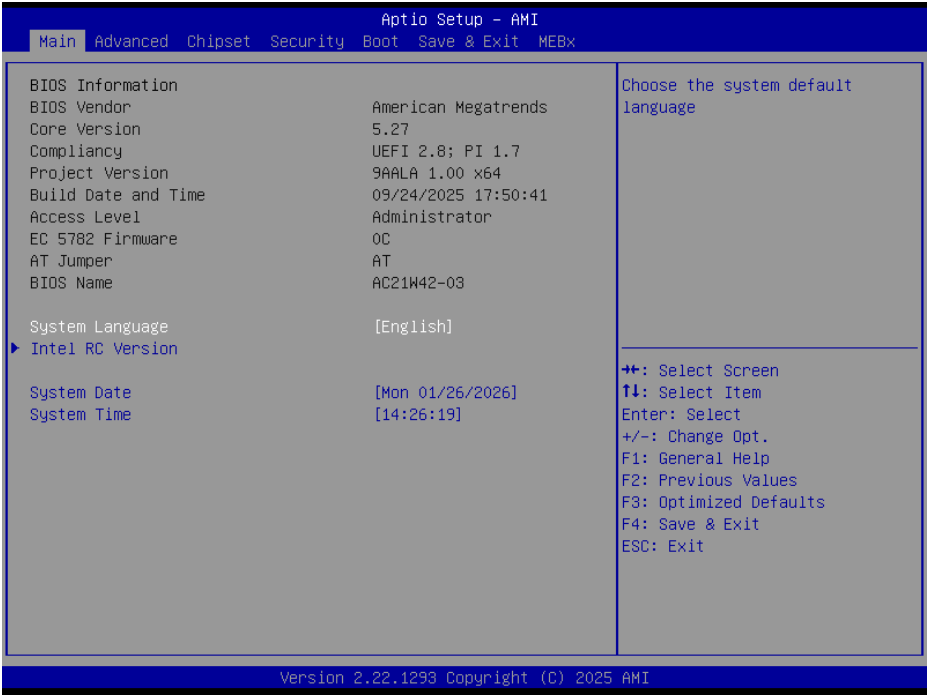 Aptio Setup - AMI
Main Advanced Chipset Security Boot Save & Exit MEBx
BIOS Information
BIOS Vendor American Megatrends
Core Version 5.27
Compliancy UEFI 2.8; PI 1.7
Project Version 9AALA 1.00 x64
Build Date and Time 09/24/2025 17:50:41
Access Level Administrator
EC 5782 Firmware 0C
AT Jumper AT
BIOS Name AC21W42-03
System Language [English]
Intel RC Version
System Date [Mon 01/26/2026]
System Time [14:26:19]
Choose the system default
language
→←: Select Screen
↑↓: Select Item
Enter: Select
+/-: Change Opt.
F1: General Help
F2: Previous Values
F3: Optimized Defaults
F4: Save & Exit
ESC: Exit
Version 2.22.1293 Copyright (C) 2025 AMI